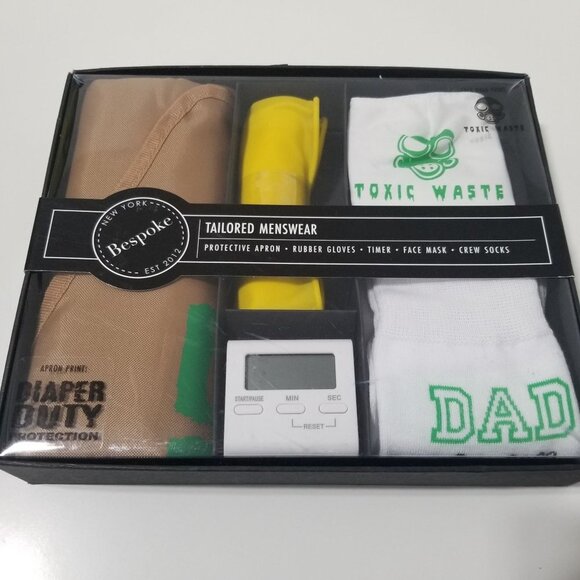 TOXIC WASTE
TOXIC WASTE
NEW YORK
Bespoke
EST 2012
TAILORED MENSWEAR
PROTECTIVE APRON • RUBBER GLOVES • TIMER • FACE MASK • CREW SOCKS
APRON PRINT:
DIAPER
DUTY
PROTECTION
START/PAUSE
MIN
SEC
RESET
DAD